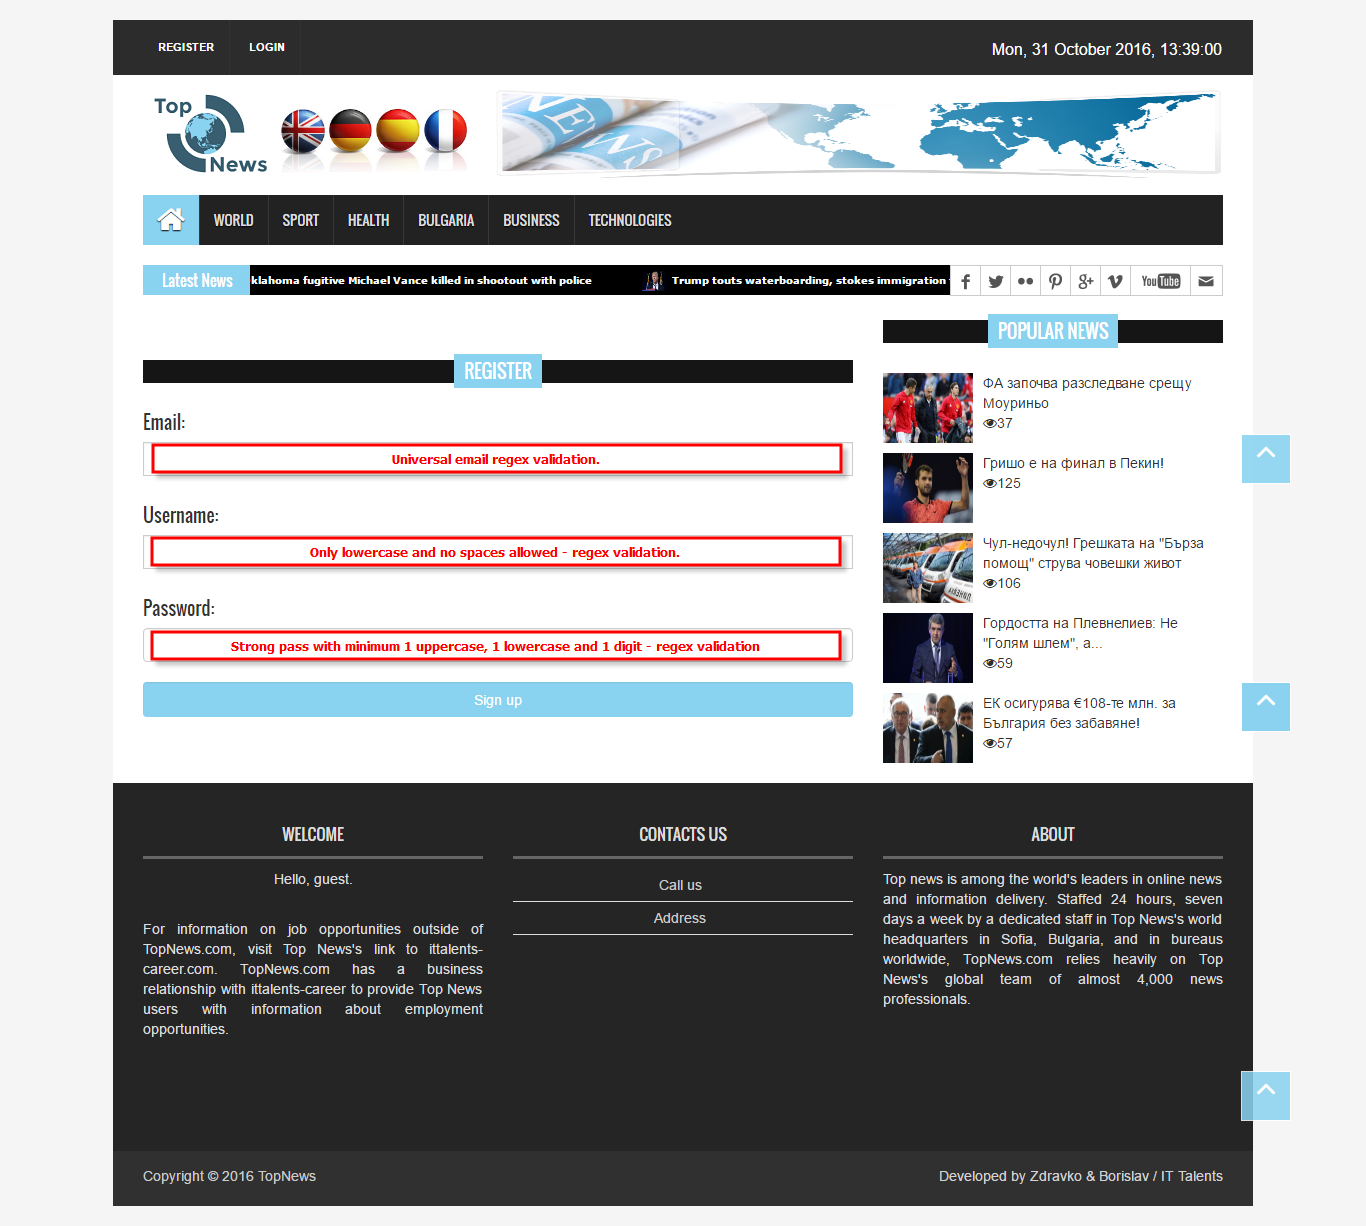 REGISTER
LOGIN
Mon, 31 October 2016, 13:39:00
Top
News
NEWS
WORLD
SPORT
HEALTH
BULGARIA
BUSINESS
TECHNOLOGIES
Latest News
klahoma fugitive Michael Vance killed in shootout with police
Trump touts waterboarding, stokes immigration
You Tube
POPULAR NEWS
REGISTER
Email:
Universal email regex validation.
Username:
Only lowercase and no spaces allowed - regex validation.
Password:
Strong pass with minimum 1 uppercase, 1 lowercase and 1 digit - regex validation
Sign up
ФА започва разследване срещу
Моуриньо
37
Гришо е на финал в Пекин!
125
Чул-недочул! Грешката на "Бърза
помощ" струва човешки живот
106
Гордостта на Плевнелиев: Не
"Голям шлем", а...
59
ЕК осигурява €108-те млн. за
България без забавяне!
57
WELCOME
Hello, guest.
For information on job opportunities outside of
TopNews.com, visit Top News's link to ittalents-
career.com. TopNews.com has a business
relationship with ittalents-career to provide Top News
users with information about employment
opportunities.
CONTACTS US
Call us
Address
ABOUT
Top news is among the world's leaders in online news
and information delivery. Staffed 24 hours, seven
days a week by a dedicated staff in Top News's world
headquarters in Sofia, Bulgaria, and in bureaus
worldwide, TopNews.com relies heavily on Top
News's global team of almost 4,000 news
professionals.
Copyright © 2016 TopNews
Developed by Zdravko & Borislav / IT Talents